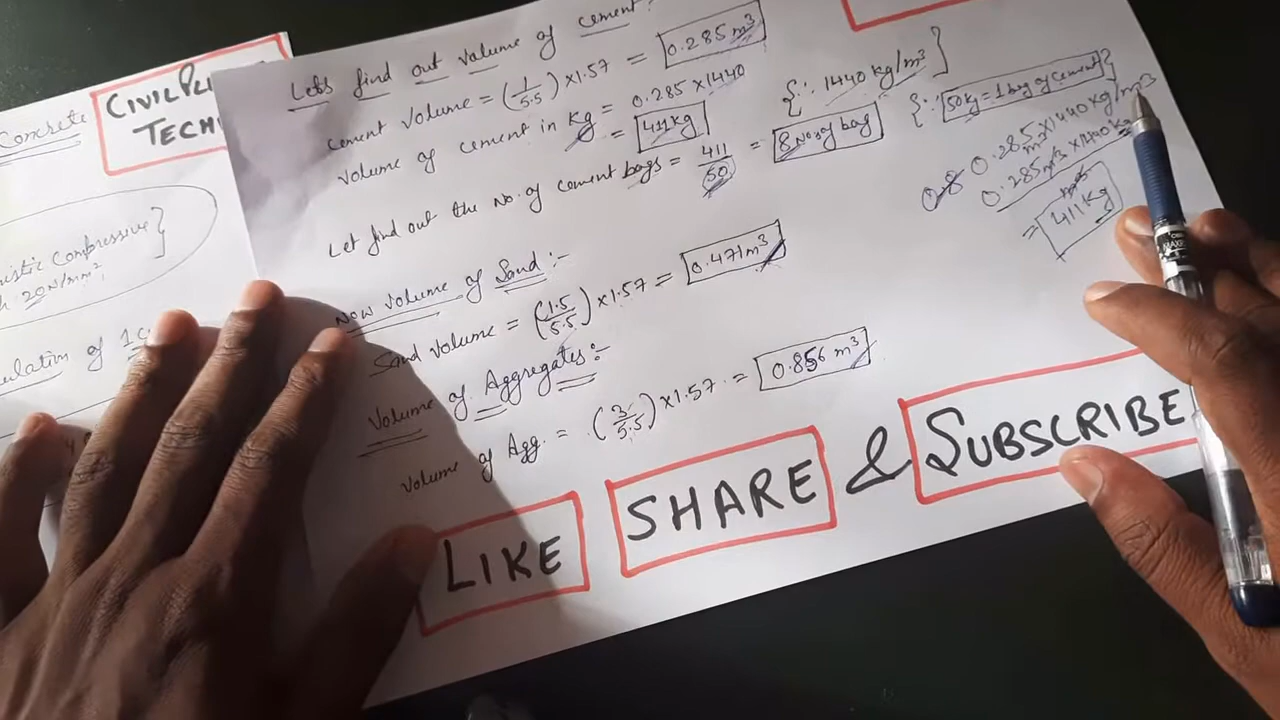 Concrete
CIVIL
TECH
nistic Compressive}
20N/mm²
ulation of 1
Lets find out volume of cement:
cement volume = (1/5.5) × 1.57 = 0.285 m³
volume of cement in kg = 0.285 × 1440 {∵ 1440 kg/m³}
= 411 kg
Let find out the No. of cement bags = 411/50 = 8 No. of bag {∵ 50kg = 1 bag of cement}
0.285 m³ × 1440 kg/m³
0.285 m³ × 1440 kg
= 411 kg
Now volume of Sand:-
Sand volume = (1.5/5.5) × 1.57 = 0.471 m³
Volume of Aggregates:-
volume of Agg. = (3/5.5) × 1.57 = 0.856 m³
LIKE SHARE & SUBSCRIBE